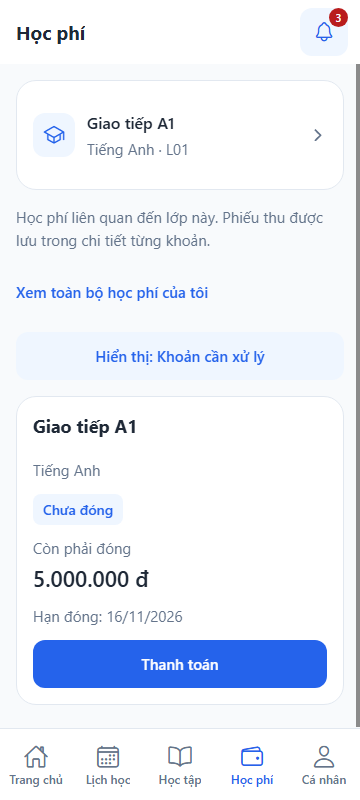 Học phí
3
Giao tiếp A1
Tiếng Anh · L01
Học phí liên quan đến lớp này. Phiếu thu được
lưu trong chi tiết từng khoản.
Xem toàn bộ học phí của tôi
Hiển thị: Khoản cần xử lý
Giao tiếp A1
Tiếng Anh
Chưa đóng
Còn phải đóng
5.000.000 đ
Hạn đóng: 16/11/2026
Thanh toán
Trang chủ
Lịch học
Học tập
Học phí
Cá nhân